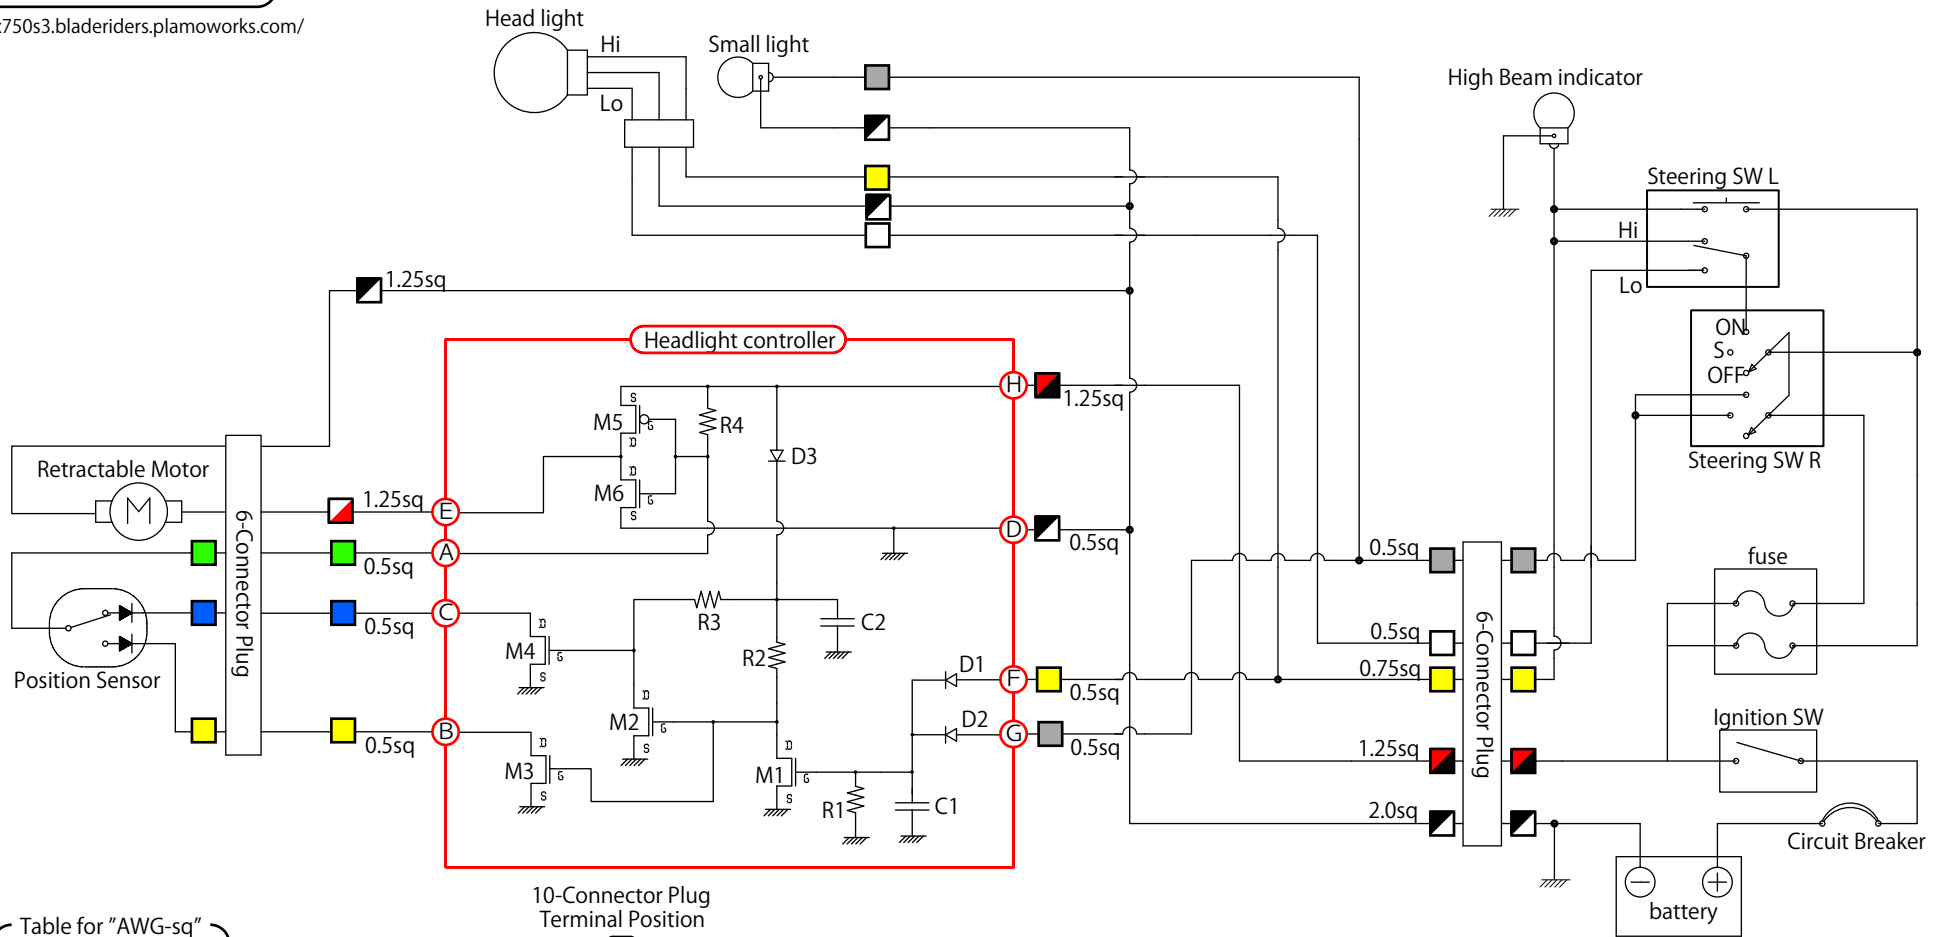 x750s3.bladeriders.plamoworks.com/
Head light
Hi
Lo
Small light
High Beam indicator
Steering SW L
Hi
Lo
ON
S
OFF
Steering SW R
1.25sq
Headlight controller
H
1.25sq
S
M5
G
D
R4
D3
D
M6
G
S
Retractable Motor
M
1.25sq
E
A
0.5sq
D
0.5sq
6-Connector Plug
C
0.5sq
Position Sensor
B
0.5sq
D
M4
G
S
R3
C2
R2
D
M2
G
S
D
M3
G
S
D
M1
G
S
R1
C1
D1
F
0.5sq
D2
G
0.5sq
0.5sq
0.5sq
0.75sq
1.25sq
2.0sq
6-Connector Plug
fuse
Ignition SW
Circuit Breaker
battery
10-Connector Plug
Terminal Position
Table for "AWG-sq"